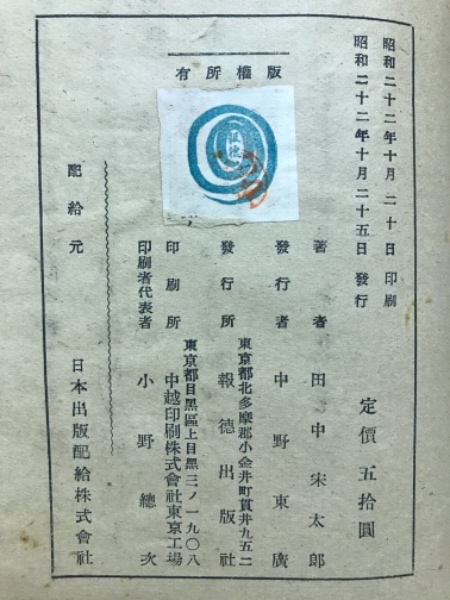 昭和二十二年十月二十日 印刷
昭和二十二年十月二十五日 發行
有所權版
定價五拾圓
著者 田中宋太郎
發行者 中野東廣
東京都北多摩郡小金井町貫井九五二
發行所 報德出版社
東京都目黑區上目黑三ノ一九〇八
印刷所 中越印刷株式會社東京工場
印刷者代表者 小野總次
配給元 日本出版配給株式會社